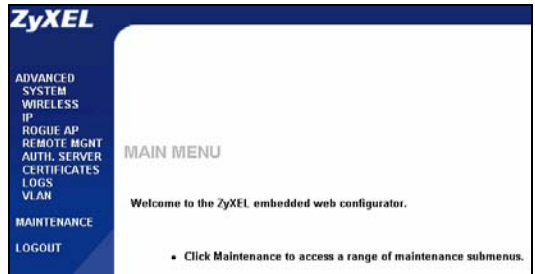 ZyXEL
ADVANCED
SYSTEM
WIRELESS
IP
ROGUE AP
REMOTE MGNT
AUTH. SERVER
CERTIFICATES
LOGS
VLAN
MAINTENANCE
LOGOUT
MAIN MENU
Welcome to the ZyXEL embedded web configurator.
• Click Maintenance to access a range of maintenance submenus.